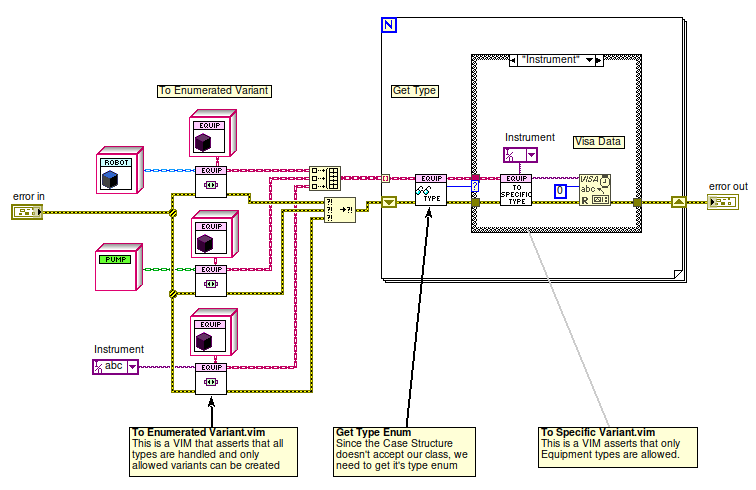 N
"Instrument"
To Enumerated Variant
Get Type
EQUIP
Instrument
Visa Data
ROBOT
I/O
EQUIP
EQUIP
EQUIP
VISA
TYPE
?
TO
SPECIFIC
TYPE
0
abc
R
error in
error out
?!
?!
?!
→?!
EQUIP
PUMP
EQUIP
EQUIP
Instrument
I/O abc
EQUIP
To Enumerated Variant.vim
This is a VIM that asserts that all
types are handled and only
allowed variants can be created
Get Type Enum
Since the Case Structure
doesn't accept our class, we
need to get it's type enum
To Specific Variant.vim
This is a VIM asserts that only
Equipment types are allowed.